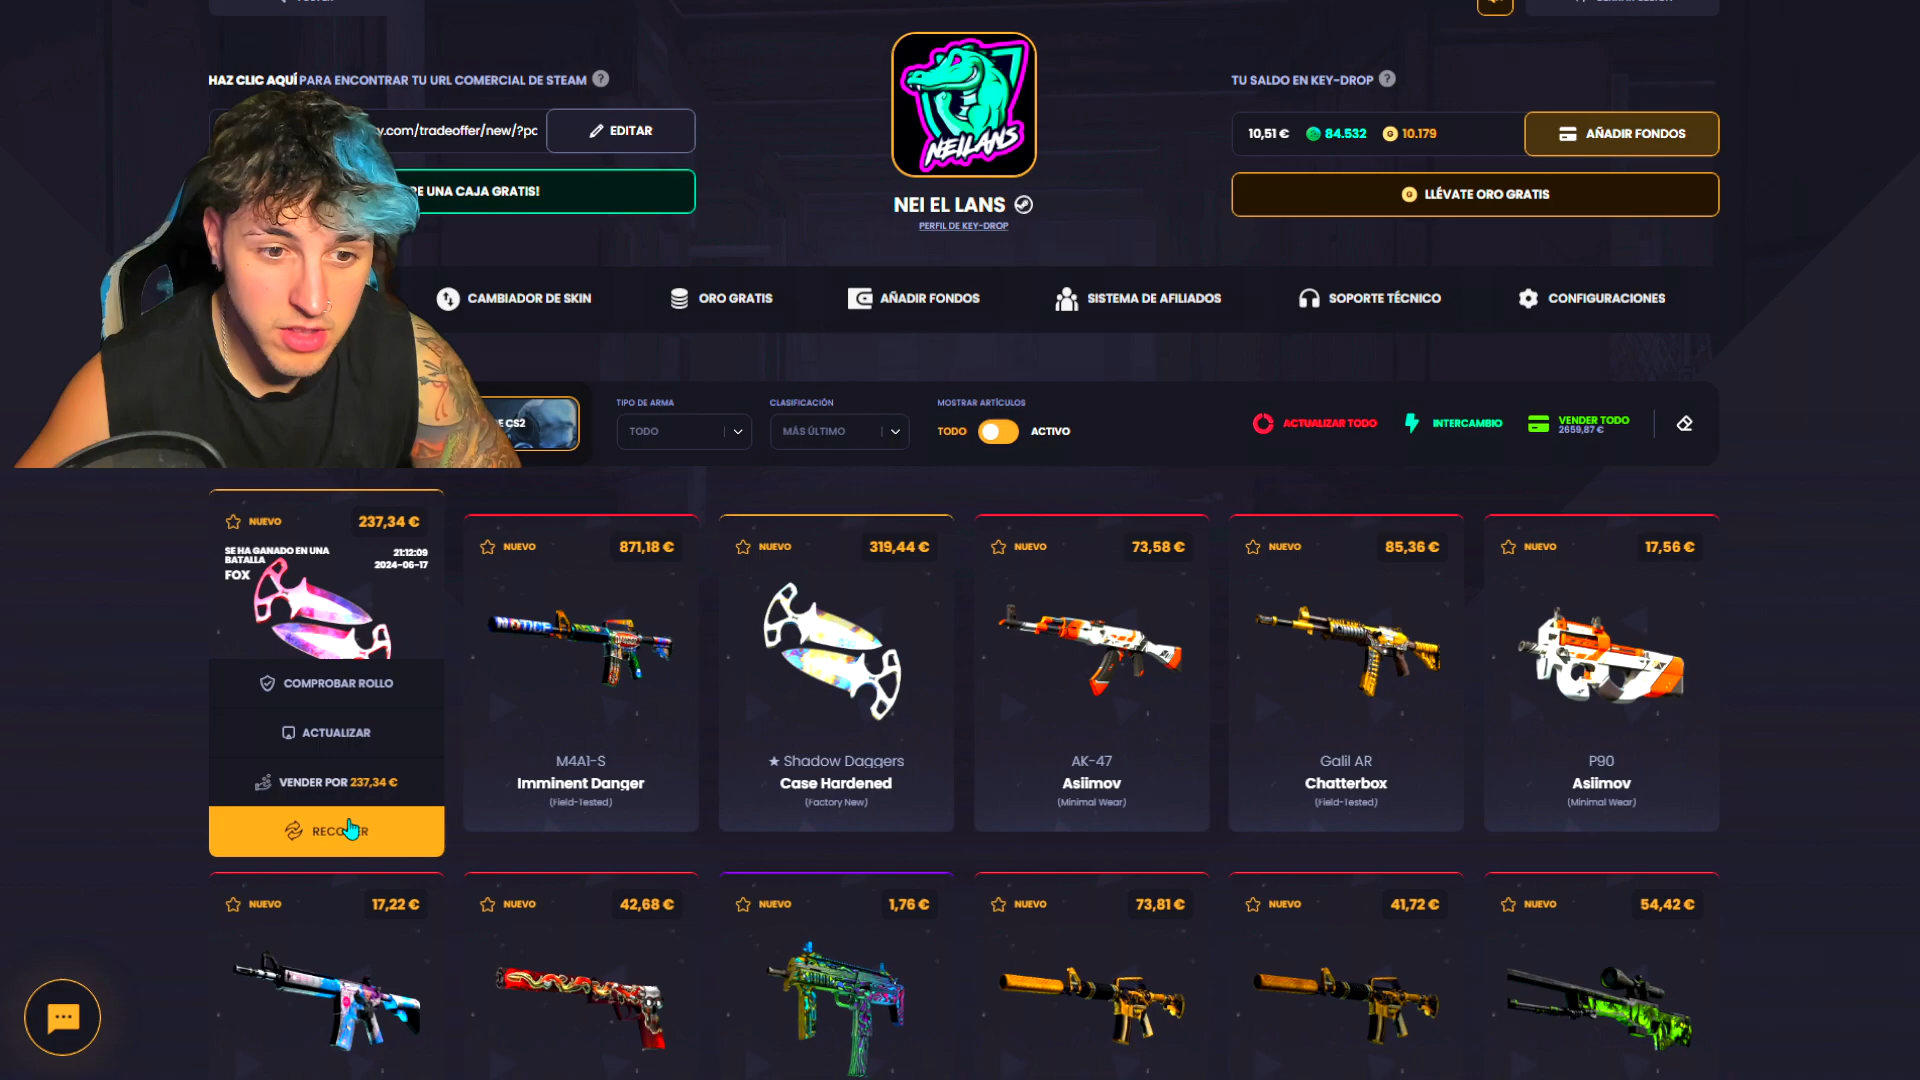 HAZ CLIC AQUÍ PARA ENCONTRAR TU URL COMERCIAL DE STEAM ?
.com/tradeoffer/new/?pc
EDITAR
UNA CAJA GRATIS!
NEILANS
NEI EL LANS
PERFIL DE KEY-DROP
TU SALDO EN KEY-DROP ?
10,51 € 84.532 G 10.179
AÑADIR FONDOS
G LLÉVATE ORO GRATIS
CAMBIADOR DE SKIN
ORO GRATIS
AÑADIR FONDOS
SISTEMA DE AFILIADOS
SOPORTE TÉCNICO
CONFIGURACIONES
CS2
TIPO DE ARMA
TODO
CLASIFICACIÓN
MÁS ÚLTIMO
MOSTRAR ARTÍCULOS
TODO ACTIVO
ACTUALIZAR TODO
INTERCAMBIO
VENDER TODO
2659,87 €
NUEVO 237,34 €
SE HA GANADO EN UNA BATALLA
FOX
21:12:09
2024-06-17
COMPROBAR ROLLO
ACTUALIZAR
VENDER POR 237,34 €
NUEVO 871,18 €
M4A1-S
Imminent Danger
(Field-Tested)
NUEVO 319,44 €
★ Shadow Daggers
Case Hardened
(Factory New)
NUEVO 73,58 €
AK-47
Asiimov
(Minimal Wear)
NUEVO 85,36 €
Galil AR
Chatterbox
(Field-Tested)
NUEVO 17,56 €
P90
Asiimov
(Minimal Wear)
NUEVO 17,22 €
NUEVO 42,68 €
NUEVO 1,76 €
NUEVO 73,81 €
NUEVO 41,72 €
NUEVO 54,42 €